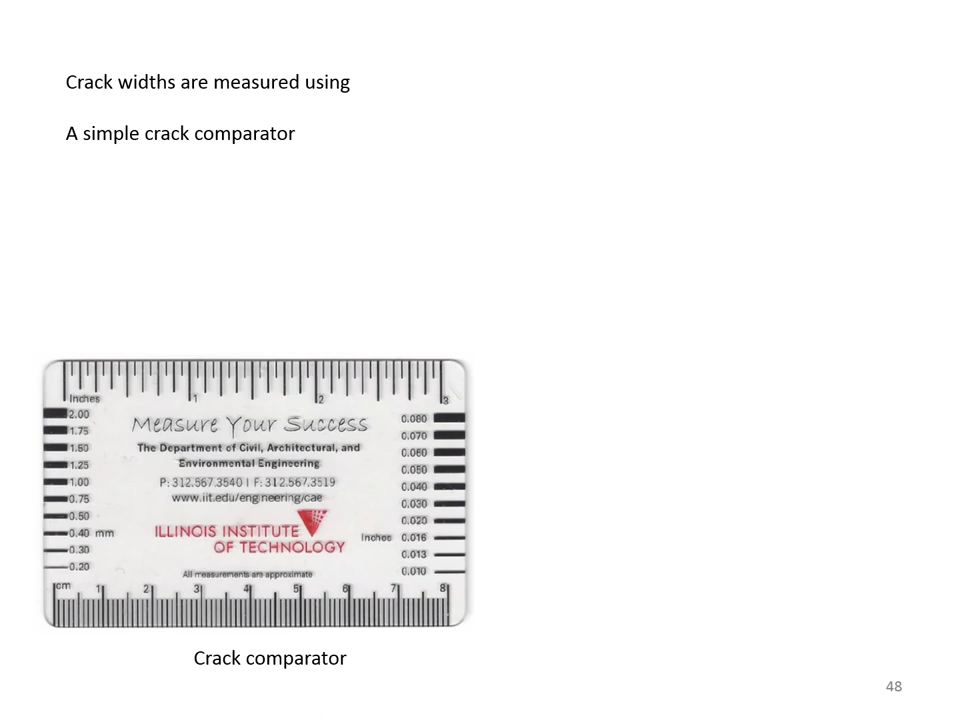 Crack widths are measured using
A simple crack comparator
Inches
1
2
3
2.00
1.75
1.50
1.25
1.00
0.75
0.50
0.40 mm
0.30
0.20
Measure Your Success
The Department of Civil, Architectural, and
Environmental Engineering
P: 312.567.3540 | F: 312.567.3519
www.iit.edu/engineering/cae
ILLINOIS INSTITUTE
OF TECHNOLOGY
All measurements are approximate
0.070
0.060
0.050
0.040
0.030
0.020
Inches 0.016
0.013
0.010
cm 1 2 3 4 5 6 7 8
Crack comparator
48